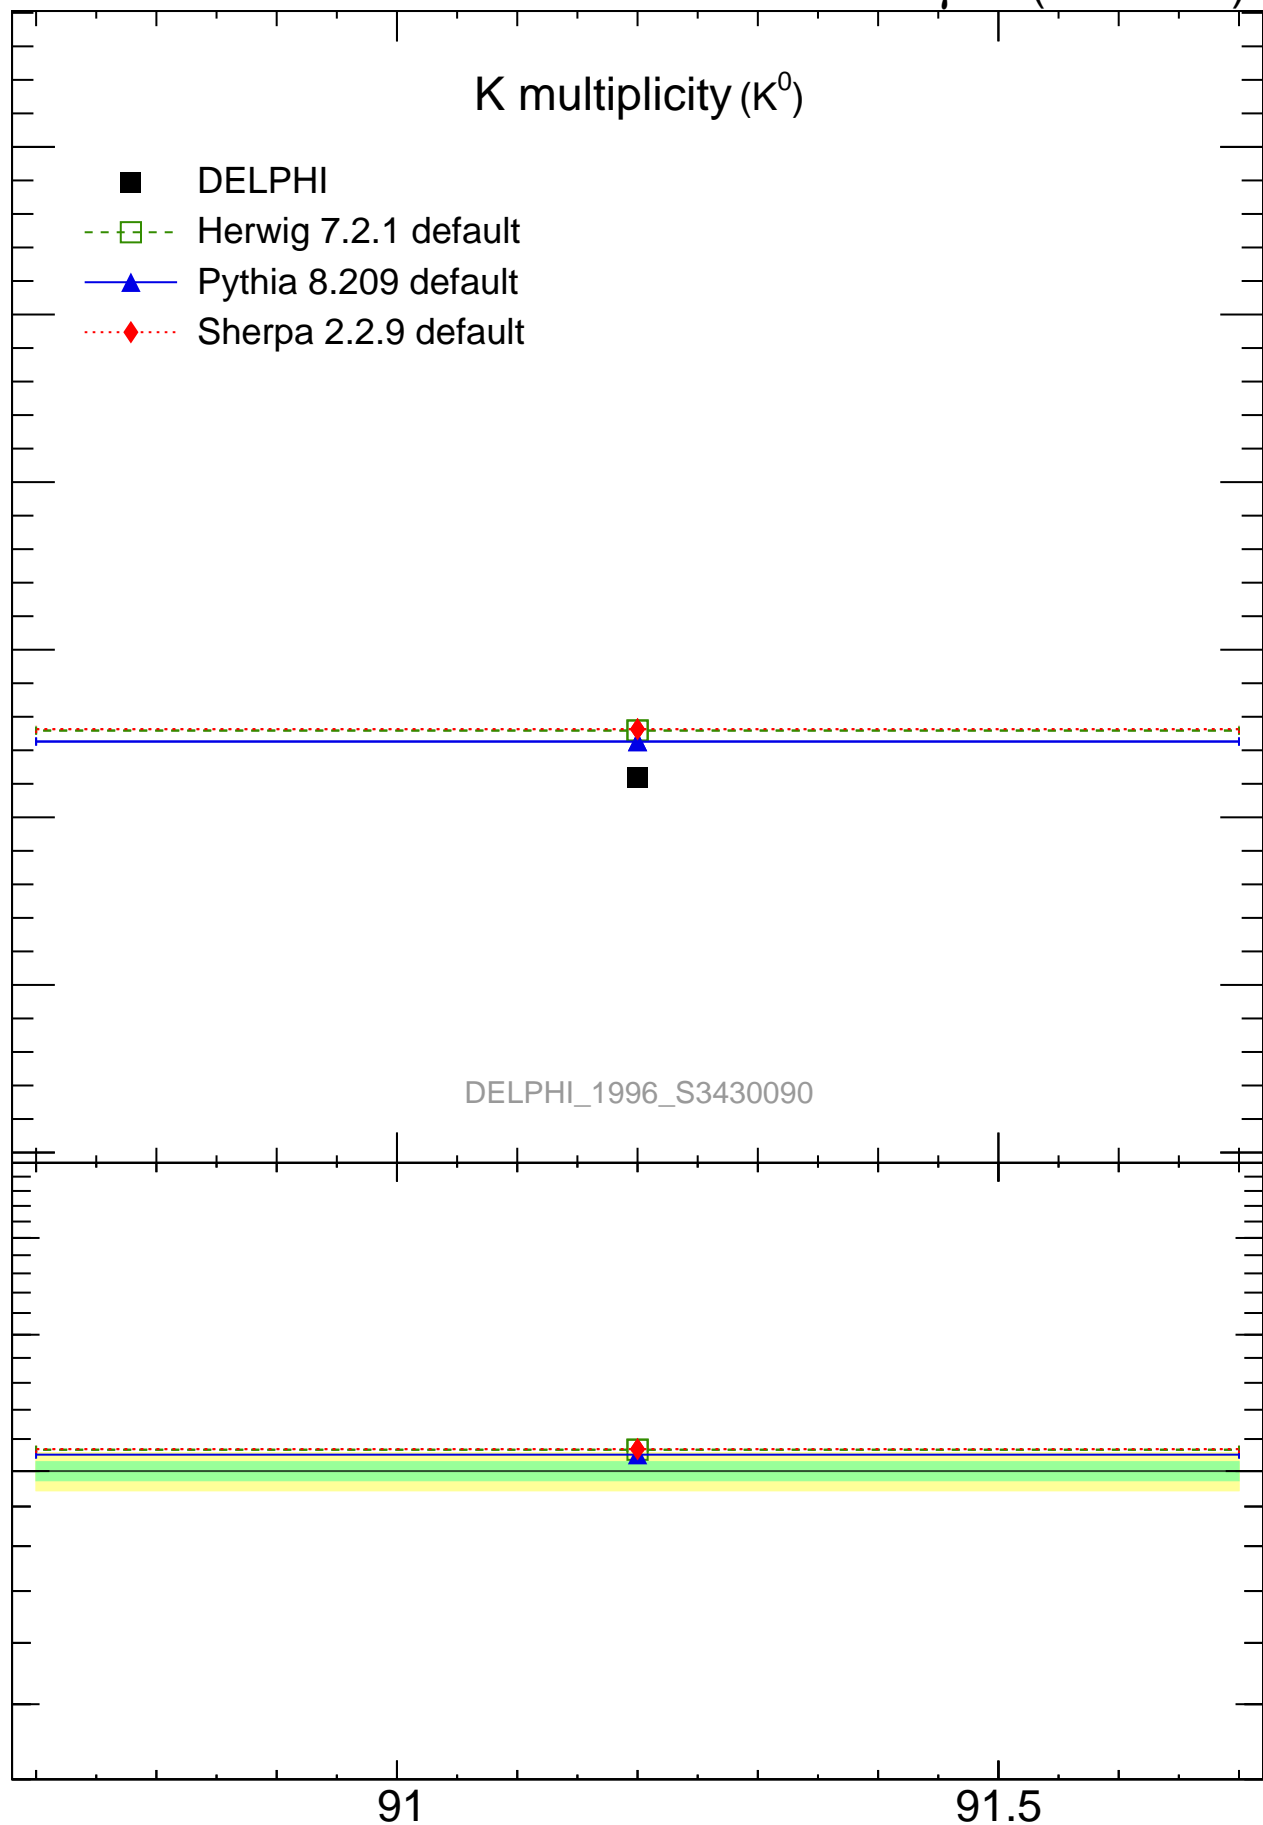 K multiplicity (K⁰)
DELPHI
Herwig 7.2.1 default
Pythia 8.209 default
Sherpa 2.2.9 default
DELPHI_1996_S3430090
91 91.5